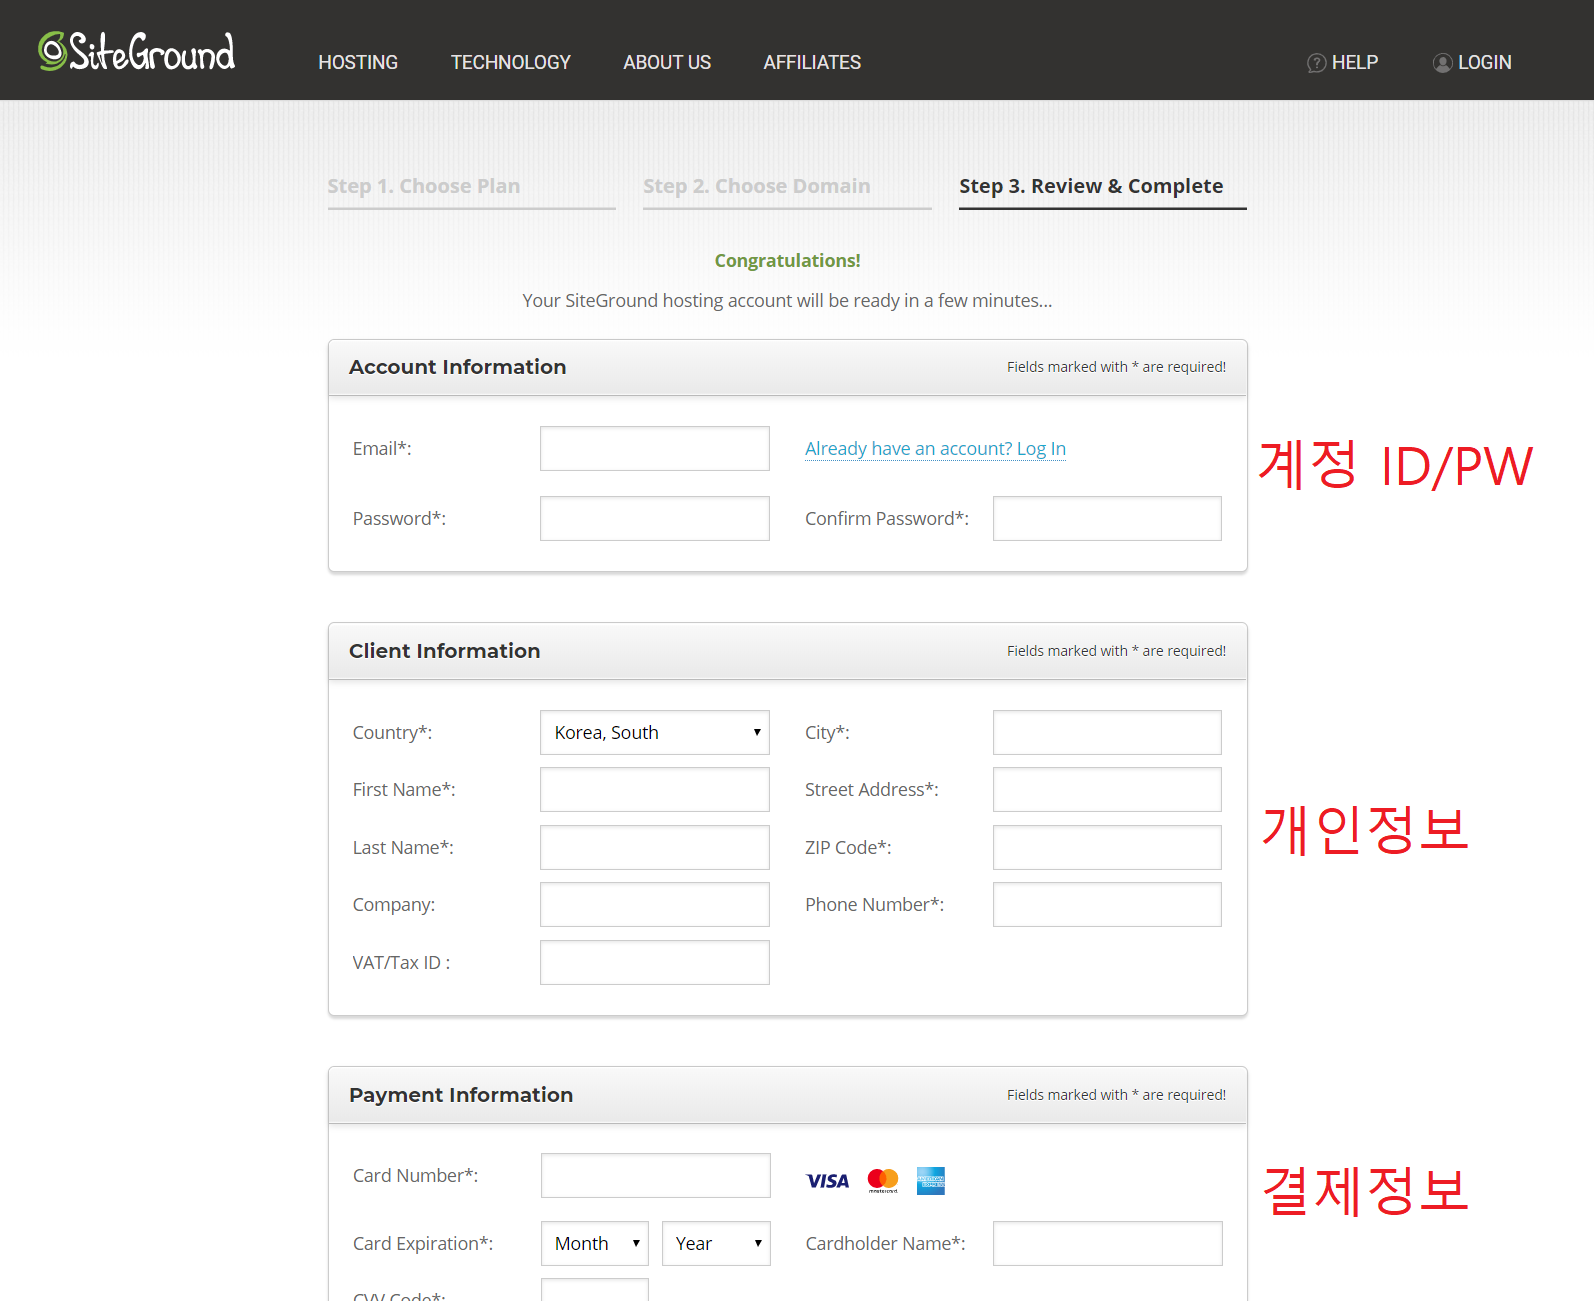 SiteGround
HOSTING TECHNOLOGY ABOUT US AFFILIATES HELP LOGIN
Step 1. Choose Plan Step 2. Choose Domain Step 3. Review & Complete
Congratulations!
Your SiteGround hosting account will be ready in a few minutes...
Account Information Fields marked with * are required!
Email*: Already have an account? Log In
계정 ID/PW
Password*: Confirm Password*:
Client Information Fields marked with * are required!
Country*: Korea, South City*:
First Name*: Street Address*:
개인정보
Last Name*: ZIP Code*:
Company: Phone Number*:
VAT/Tax ID :
Payment Information Fields marked with * are required!
Card Number*: VISA mastercard AMERICAN EXPRESS
결제정보
Card Expiration*: Month Year Cardholder Name*:
CVV Code*: